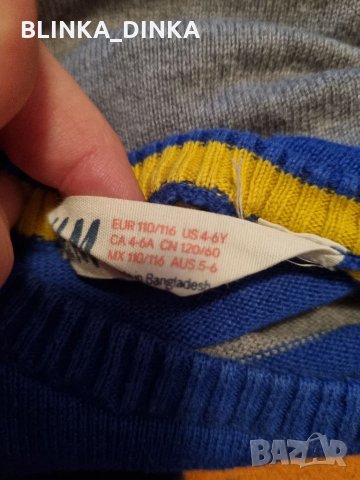 BLINKA_DINKA
EUR 110/116 US 4-6Y
CA 4-6A CN 120/60
MX 110/116 AUS 5-6
Bangladesh
BAZAR